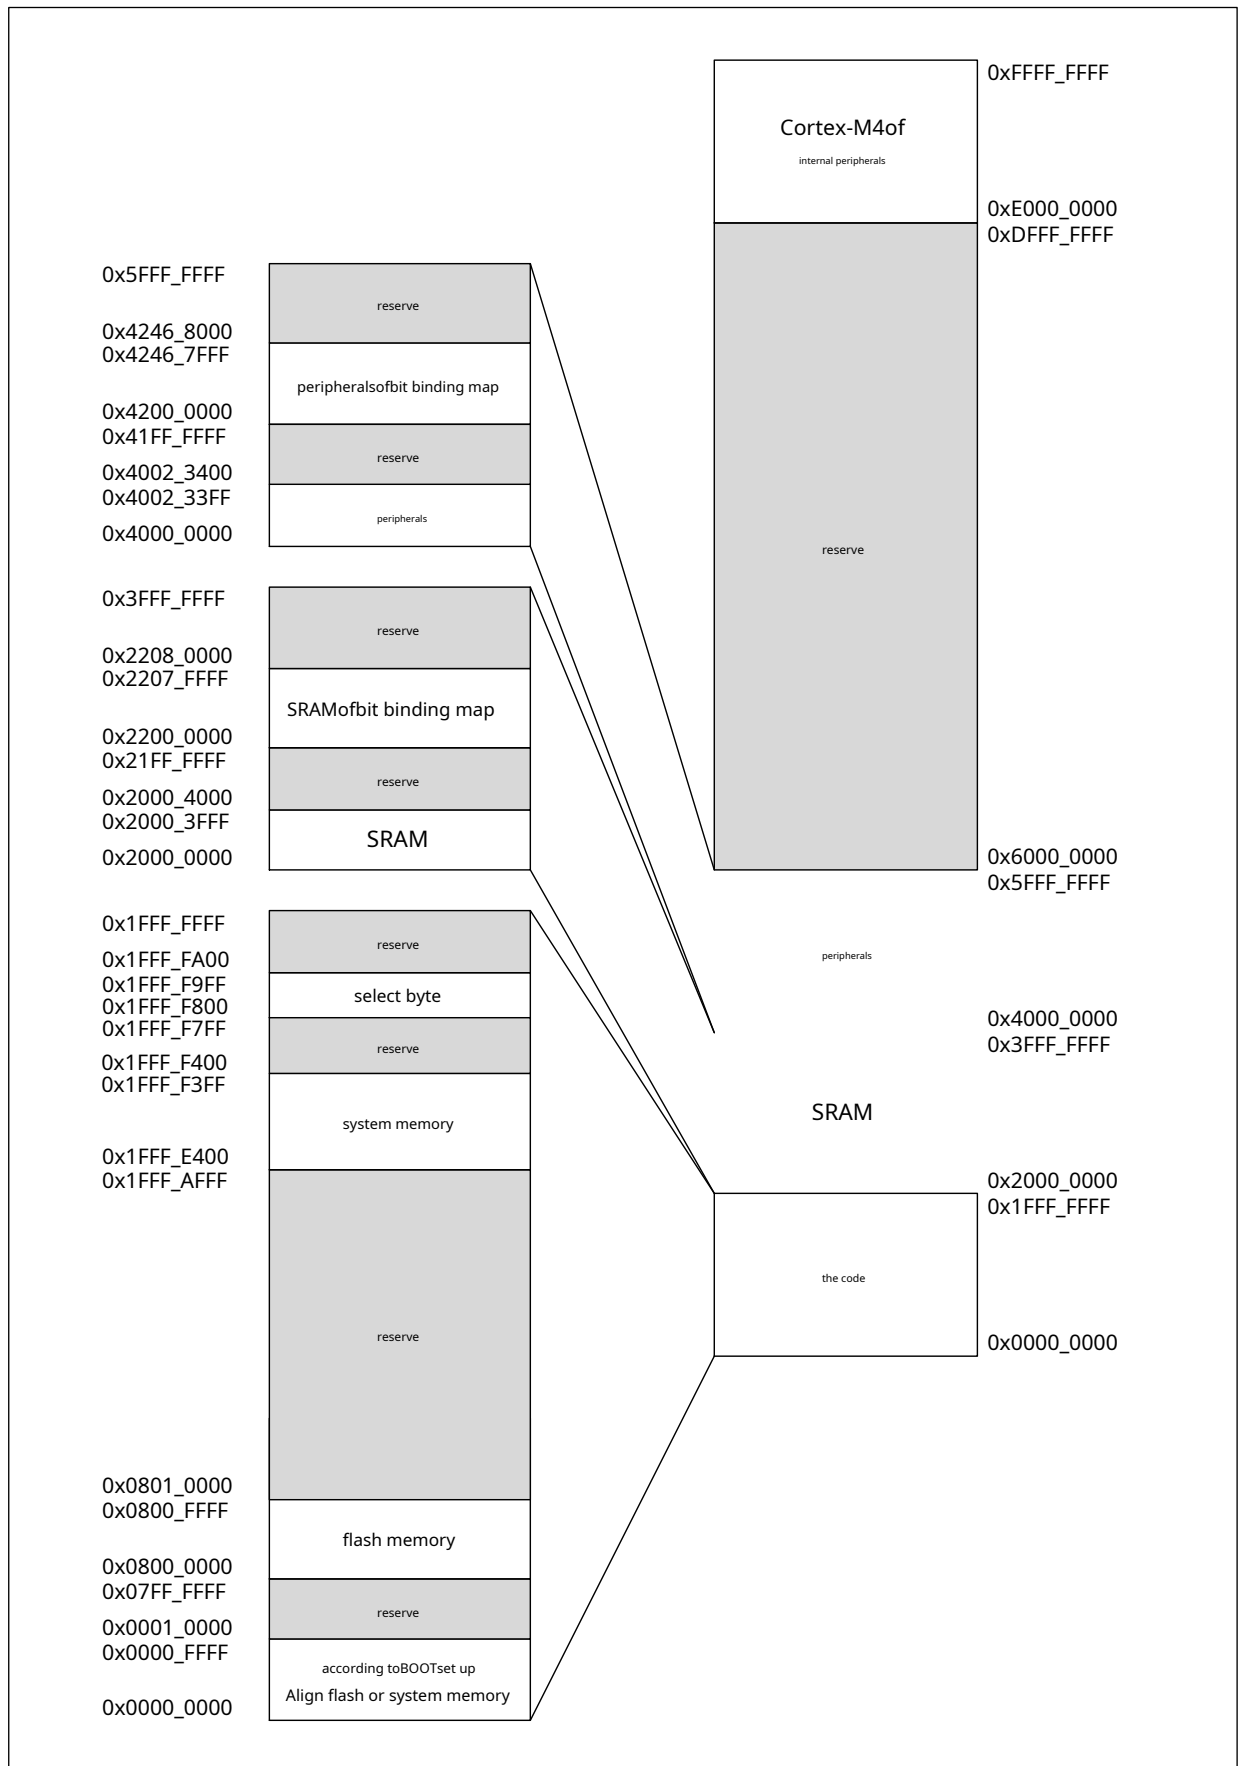 0xFFFF_FFFF
Cortex-M4of
internal peripherals
0xE000_0000
0xDFFF_FFFF
reserve
0x6000_0000
0x5FFF_FFFF
peripherals
0x4000_0000
0x3FFF_FFFF
SRAM
0x2000_0000
0x1FFF_FFFF
the code
0x0000_0000
0x5FFF_FFFF
reserve
0x4246_8000
0x4246_7FFF
peripheralsofbit binding map
0x4200_0000
0x41FF_FFFF
reserve
0x4002_3400
0x4002_33FF
peripherals
0x4000_0000
0x3FFF_FFFF
reserve
0x2208_0000
0x2207_FFFF
SRAMofbit binding map
0x2200_0000
0x21FF_FFFF
reserve
0x2000_4000
0x2000_3FFF
SRAM
0x2000_0000
0x1FFF_FFFF
reserve
0x1FFF_FA00
0x1FFF_F9FF
select byte
0x1FFF_F800
0x1FFF_F7FF
reserve
0x1FFF_F400
0x1FFF_F3FF
system memory
0x1FFF_E400
0x1FFF_AFFF
reserve
0x0801_0000
0x0800_FFFF
flash memory
0x0800_0000
0x07FF_FFFF
reserve
0x0001_0000
0x0000_FFFF
according toBOOTset up
Align flash or system memory
0x0000_0000